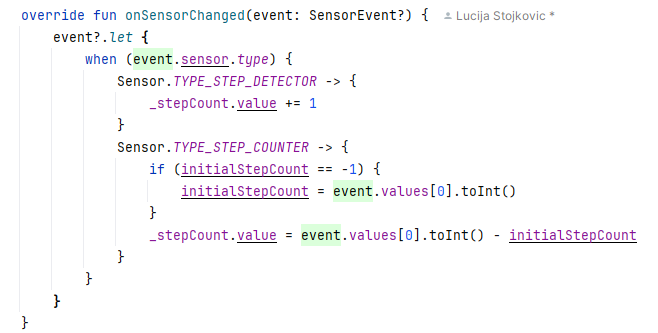 override fun onSensorChanged(event: SensorEvent?) { Lucija Stojkovic *
event?.let {
when (event.sensor.type) {
Sensor.TYPE_STEP_DETECTOR -> {
_stepCount.value += 1
}
Sensor.TYPE_STEP_COUNTER -> {
if (initialStepCount == -1) {
initialStepCount = event.values[0].toInt()
}
_stepCount.value = event.values[0].toInt() - initialStepCount
}
}
}
}